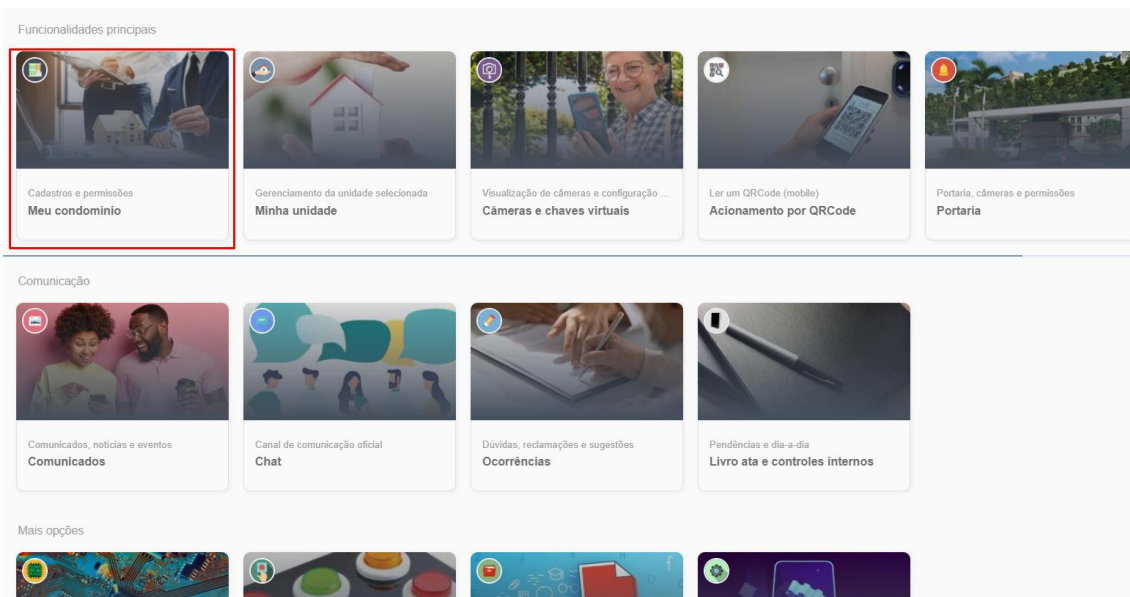 Funcionalidades principais
Cadastros e permissões
Meu condomínio
Gerenciamento da unidade selecionada
Minha unidade
Visualização de câmeras e configuração ...
Câmeras e chaves virtuais
Ler um QRCode (mobile)
Acionamento por QRCode
Portaria, câmeras e permissões
Portaria
Comunicação
Comunicados, notícias e eventos
Comunicados
Canal de comunicação oficial
Chat
Dúvidas, reclamações e sugestões
Ocorrências
Pendências e dia-a-dia
Livro ata e controles internos
Mais opções